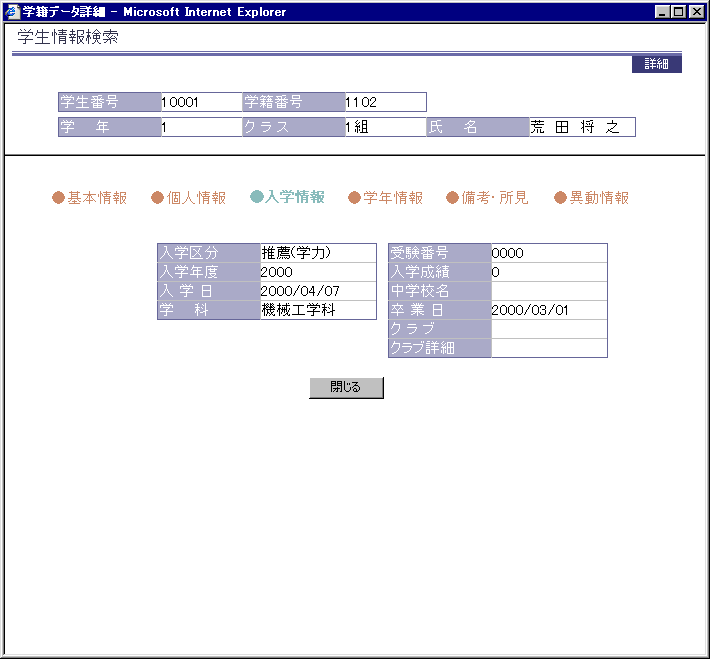 学籍データ詳細 - Microsoft Internet Explorer
学生情報検索
詳細
学生番号 10001 学籍番号 1102
学 年 1 クラス 1組 氏 名 荒 田 将 之
●基本情報 ●個人情報 ●入学情報 ●学年情報 ●備考・所見 ●異動情報
入学区分 推薦(学力) 受験番号 0000
入学年度 2000 入学成績 0
入 学 日 2000/04/07 中学校名
学 科 機械工学科 卒 業 日 2000/03/01
クラブ
クラブ詳細
閉じる